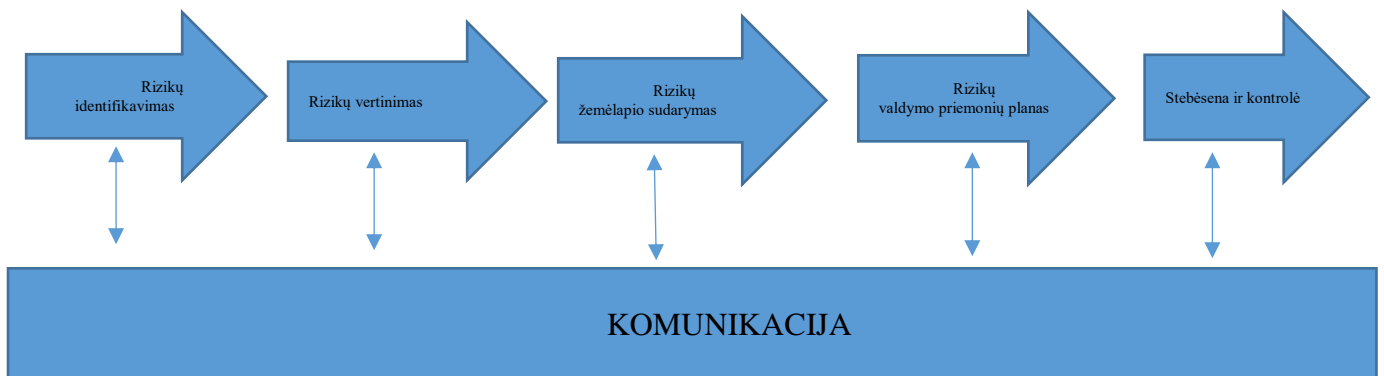 Rizikų
identifikavimas
Rizikų vertinimas
Rizikų
žemėlapio sudarymas
Rizikų
valdymo priemonių planas
Stebėsena ir kontrolė
KOMUNIKACIJA